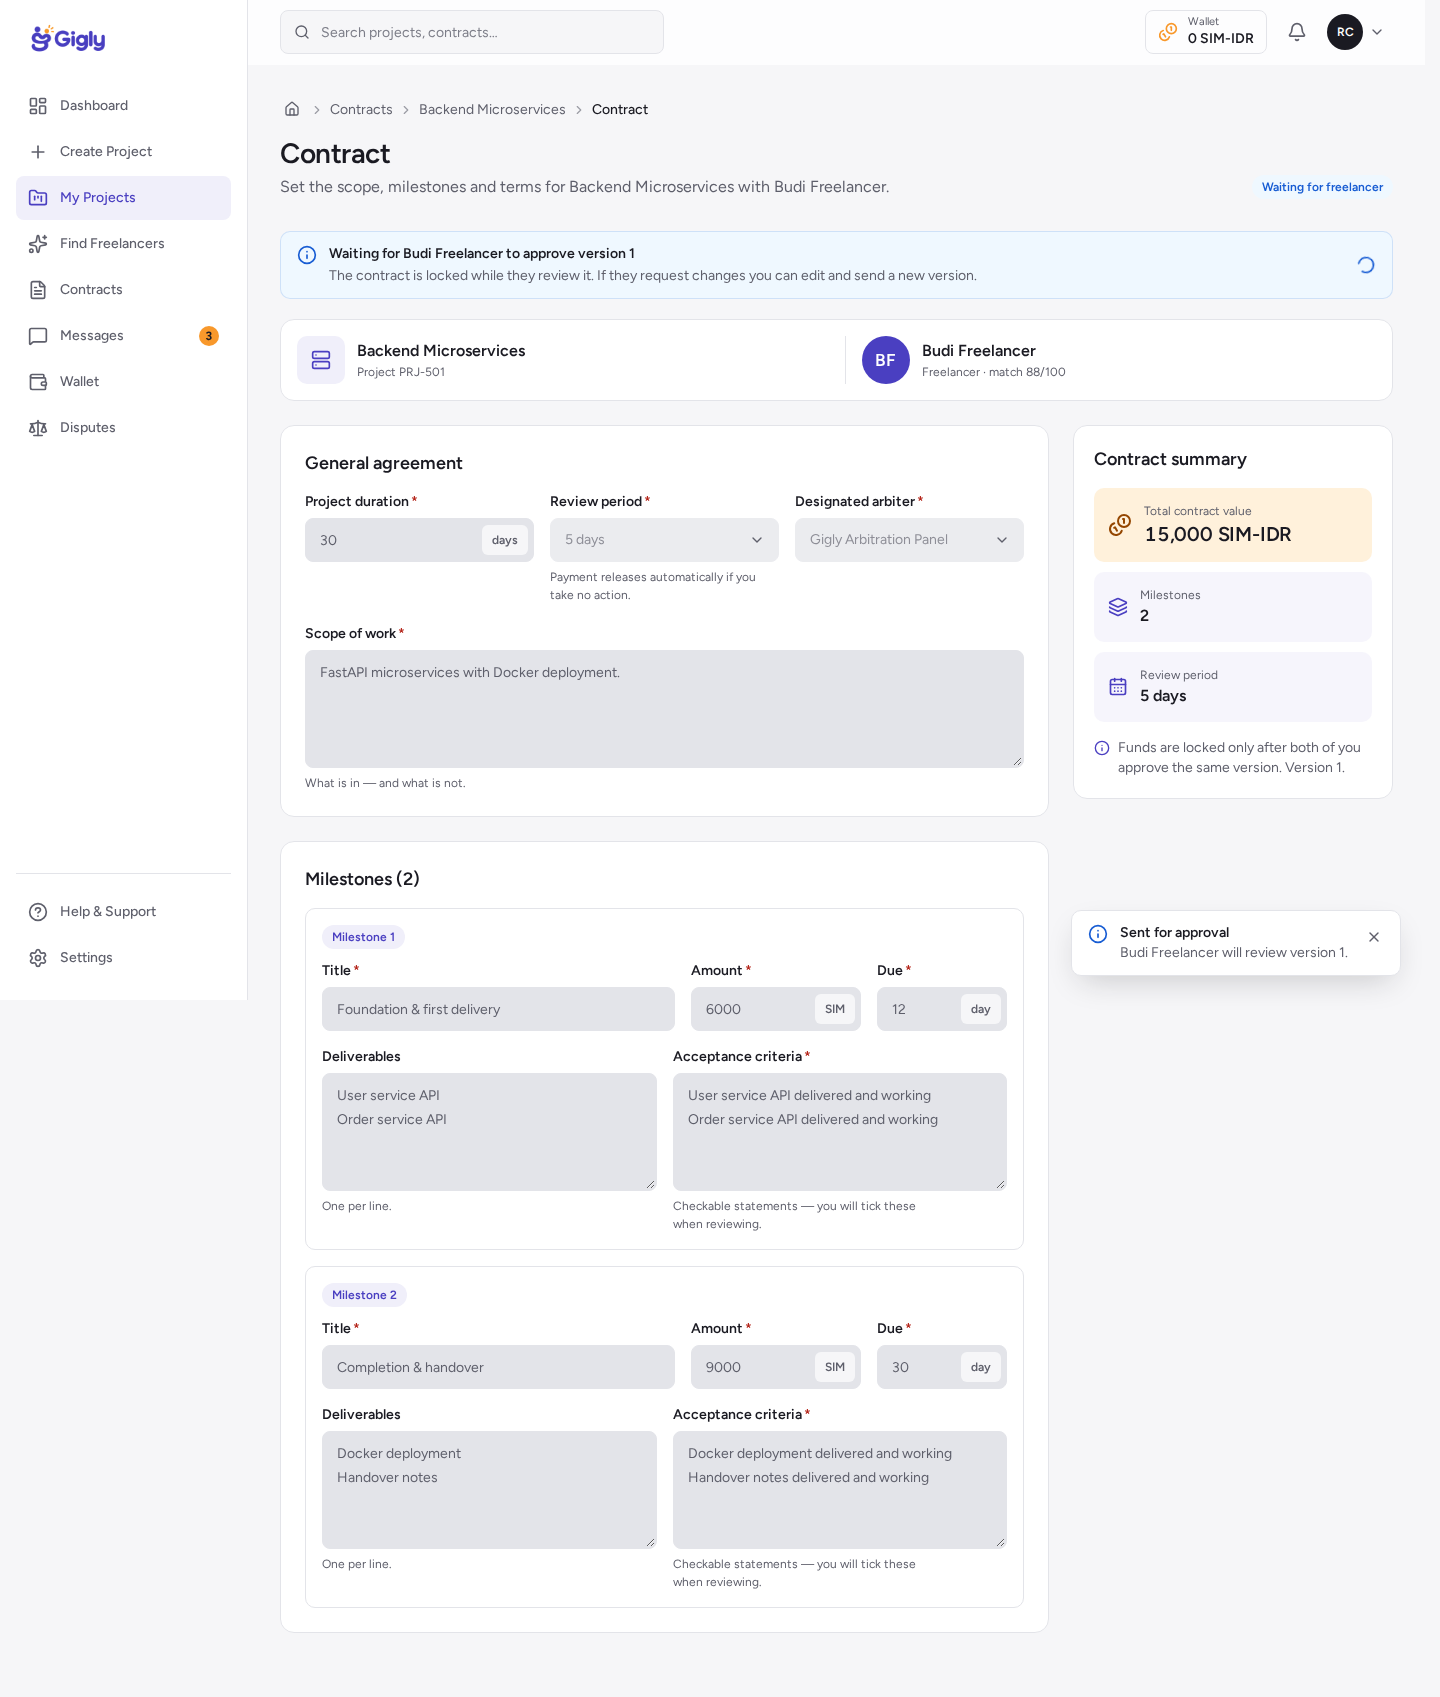 Gigly
Search projects, contracts...
Wallet
0 SIM-IDR
RC
Dashboard
Create Project
My Projects
Find Freelancers
Contracts
Messages
3
Wallet
Disputes
Help & Support
Settings
Contracts
Backend Microservices
Contract
Contract
Set the scope, milestones and terms for Backend Microservices with Budi Freelancer.
Waiting for freelancer
Waiting for Budi Freelancer to approve version 1
The contract is locked while they review it. If they request changes you can edit and send a new version.
Backend Microservices
Project PRJ-501
BF
Budi Freelancer
Freelancer · match 88/100
General agreement
Project duration *
30
days
Review period *
5 days
Payment releases automatically if you
take no action.
Designated arbiter *
Gigly Arbitration Panel
Scope of work *
FastAPI microservices with Docker deployment.
What is in — and what is not.
Contract summary
Total contract value
15,000 SIM-IDR
Milestones
2
Review period
5 days
Funds are locked only after both of you
approve the same version. Version 1.
Milestones (2)
Milestone 1
Title *
Foundation & first delivery
Amount *
6000
SIM
Due *
12
day
Deliverables
User service API
Order service API
One per line.
Acceptance criteria *
User service API delivered and working
Order service API delivered and working
Checkable statements — you will tick these
when reviewing.
Milestone 2
Title *
Completion & handover
Amount *
9000
SIM
Due *
30
day
Deliverables
Docker deployment
Handover notes
One per line.
Acceptance criteria *
Docker deployment delivered and working
Handover notes delivered and working
Checkable statements — you will tick these
when reviewing.
Sent for approval
Budi Freelancer will review version 1.